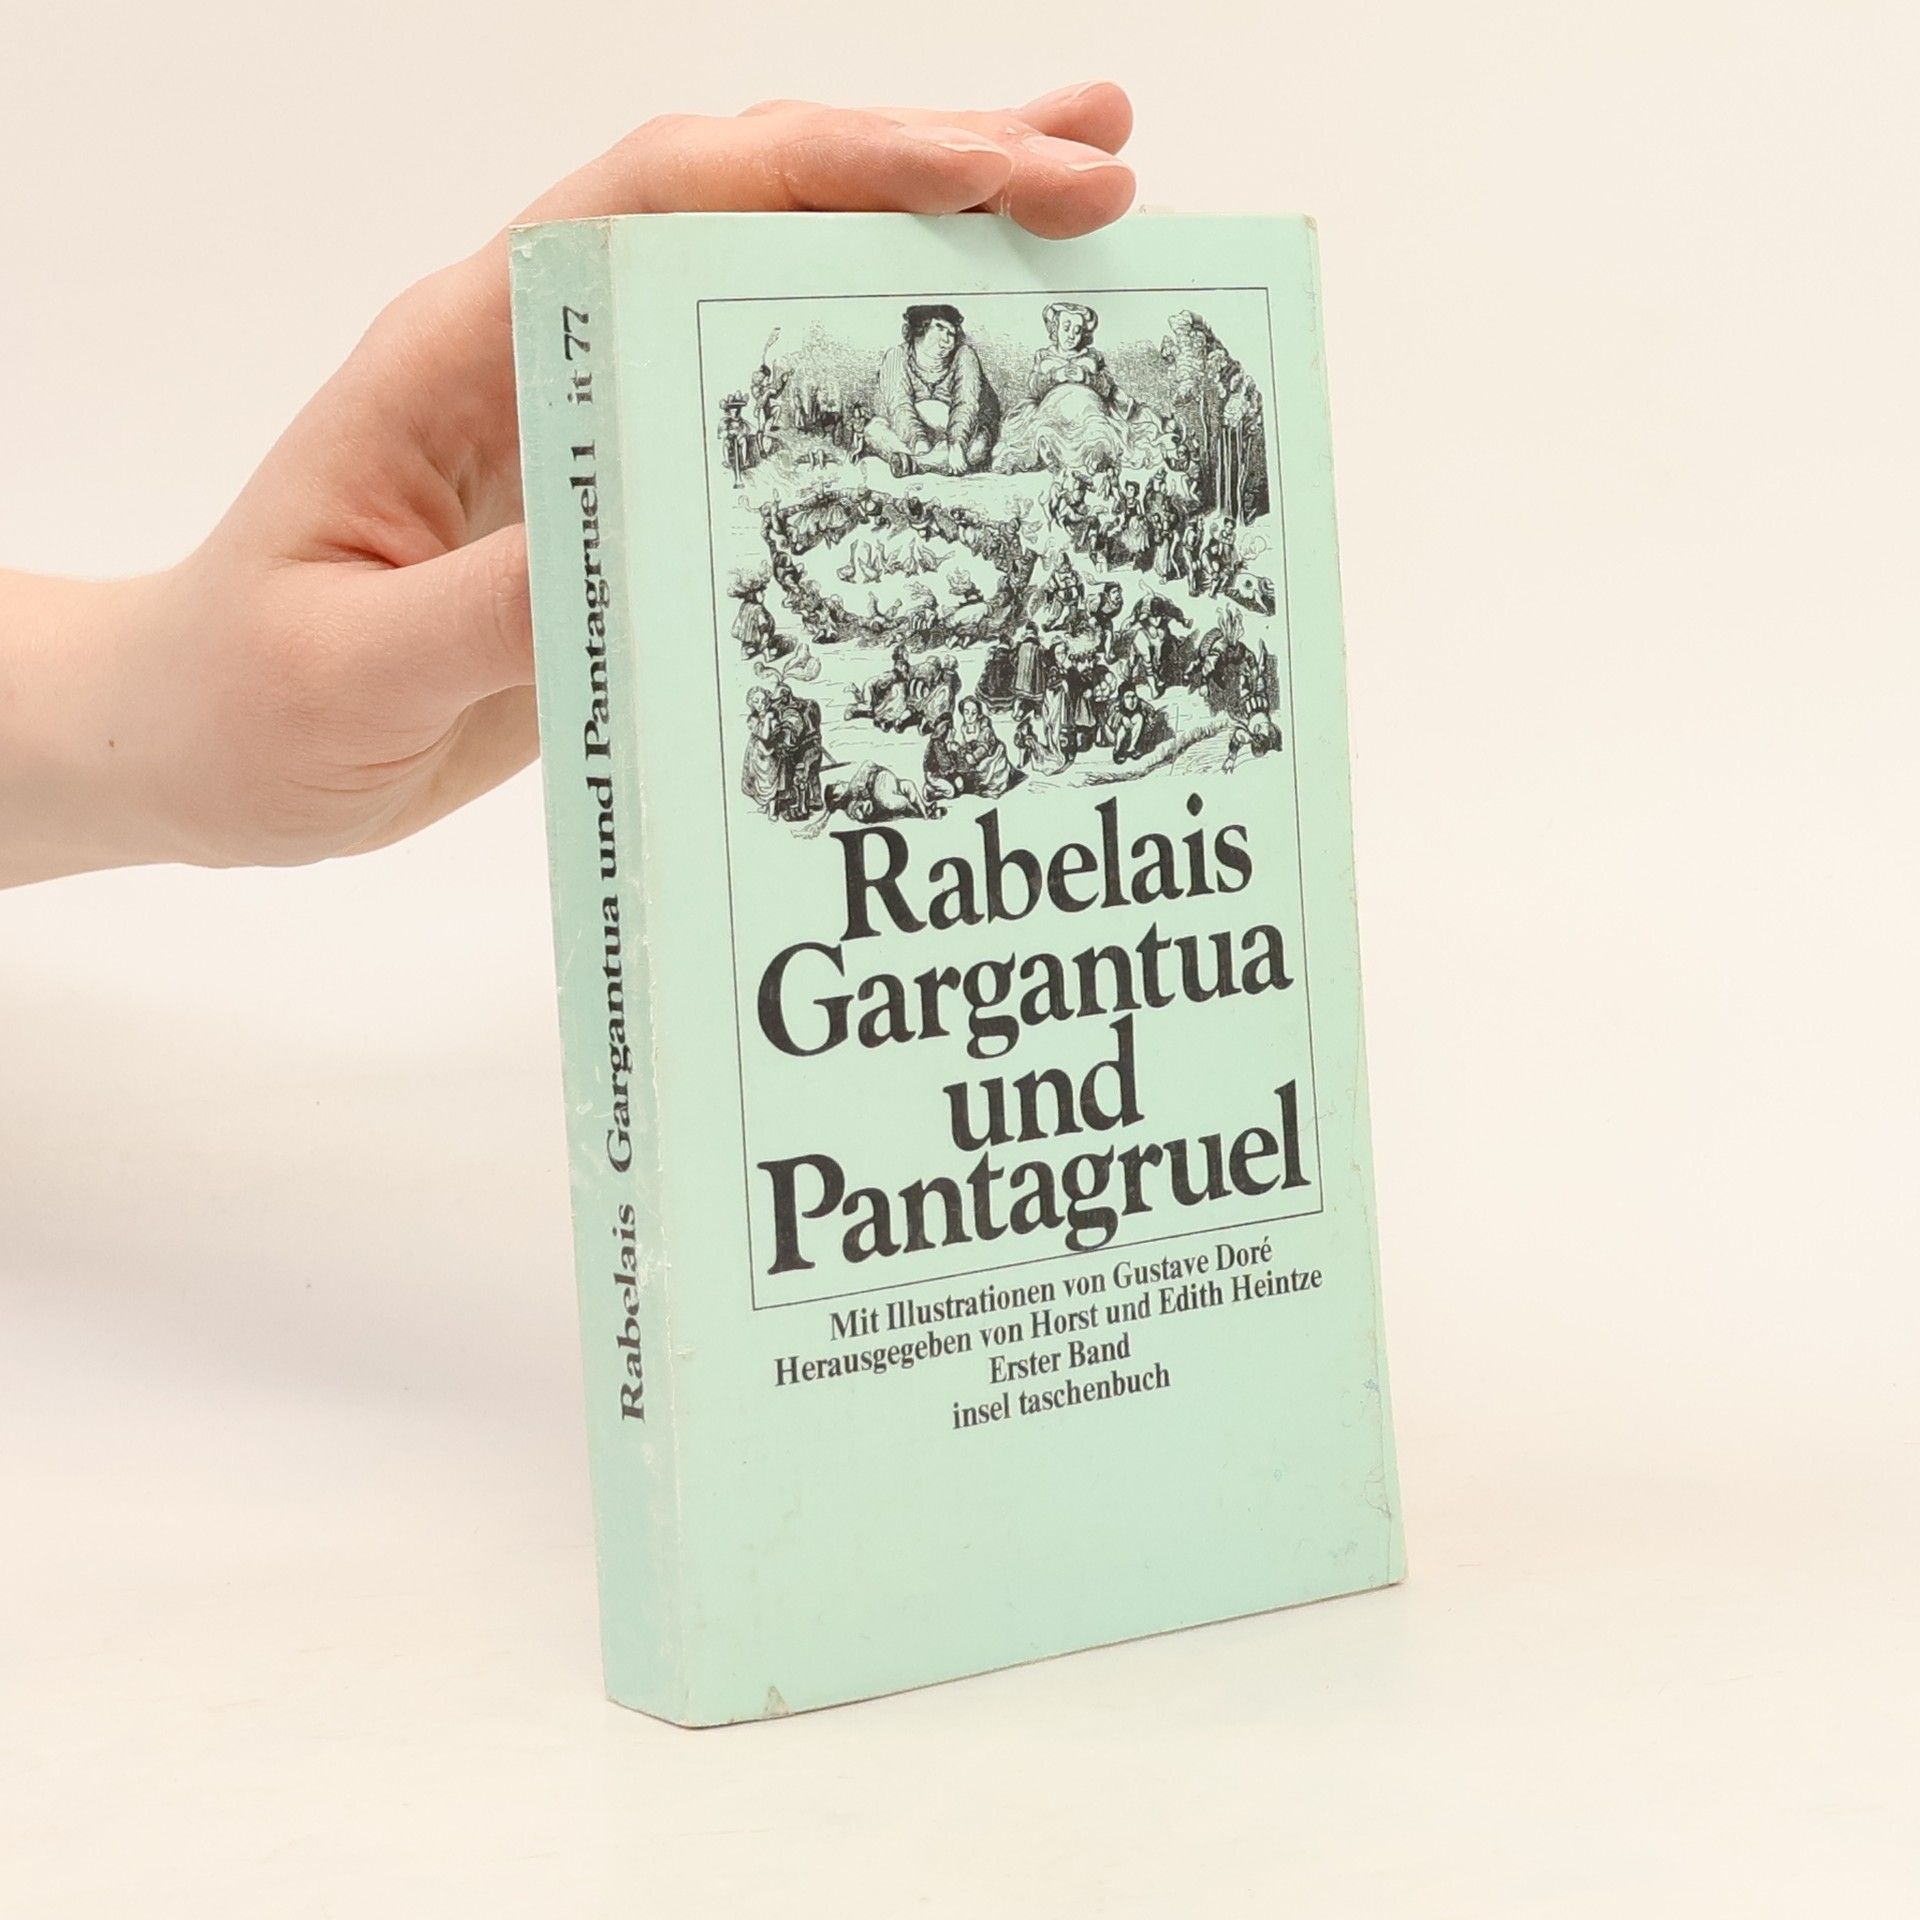 Rabelais Gargantua und Pantagruel 1 it 77
Rabelais
Gargantua
und
Pantagruel
Mit Illustrationen von Gustave Doré
Herausgegeben von Horst und Edith Heintze
Erster Band
insel taschenbuch